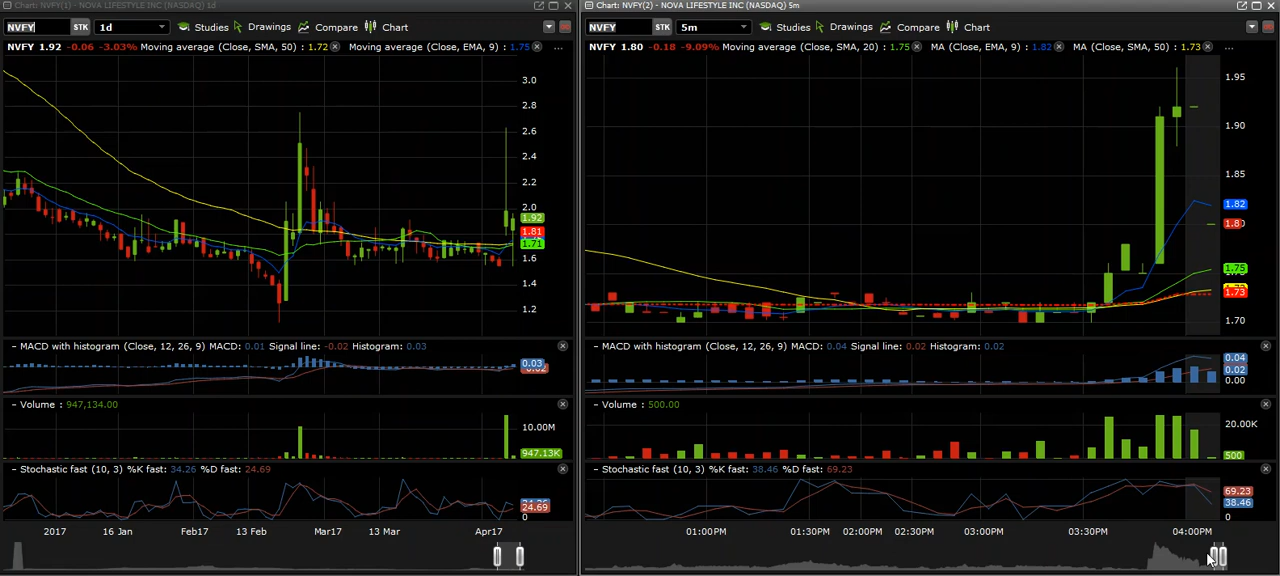 Chart: NVFY(1) - NOVA LIFESTYLE INC (NASDAQ) 1d
NVFY STK 1d Studies Drawings Compare Chart
NVFY 1.92 -0.06 -3.03% Moving average (Close, SMA, 50) : 1.72 Moving average (Close, EMA, 9) : 1.75 ...
3.0
2.8
2.6
2.4
2.2
2.0
1.92
1.81
1.71
1.6
1.4
1.2
– MACD with histogram (Close, 12, 26, 9) MACD: 0.01 Signal line: -0.02 Histogram: 0.03
0.03
– Volume : 947,134.00
10.00M
947.13K
– Stochastic fast (10, 3) %K fast: 34.26 %D fast: 24.69
34.26
24.69
0
2017 16 Jan Feb17 13 Feb Mar17 13 Mar Apr17
Chart: NVFY(2) - NOVA LIFESTYLE INC (NASDAQ) 5m
NVFY STK 5m Studies Drawings Compare Chart
NVFY 1.80 -0.18 -9.09% Moving average (Close, SMA, 20) : 1.75 MA (Close, EMA, 9) : 1.82 MA (Close, SMA, 50) : 1.73 ...
1.95
1.90
1.85
1.82
1.80
1.75
1.73
1.70
– MACD with histogram (Close, 12, 26, 9) MACD: 0.04 Signal line: 0.02 Histogram: 0.02
0.04
0.02
0.00
– Volume : 500.00
20.00K
500
– Stochastic fast (10, 3) %K fast: 38.46 %D fast: 69.23
69.23
38.46
0
01:00PM 01:30PM 02:00PM 02:30PM 03:00PM 03:30PM 04:00PM